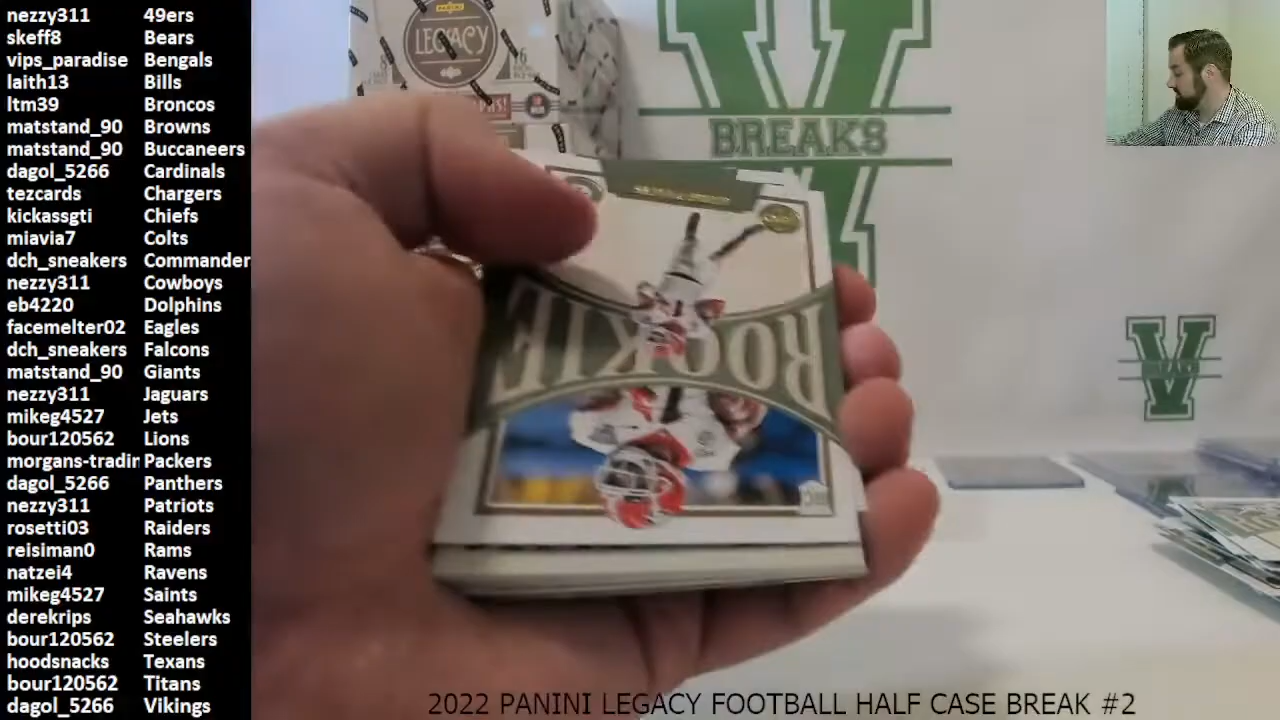 nezzy311 49ers
skeff8 Bears
vips_paradise Bengals
laith13 Bills
ltm39 Broncos
matstand_90 Browns
matstand_90 Buccaneers
dagol_5266 Cardinals
tezcards Chargers
kickassgti Chiefs
miavia7 Colts
dch_sneakers Commander
nezzy311 Cowboys
eb4220 Dolphins
facemelter02 Eagles
dch_sneakers Falcons
matstand_90 Giants
nezzy311 Jaguars
mikeg4527 Jets
bour120562 Lions
morgans-tradin Packers
dagol_5266 Panthers
nezzy311 Patriots
rosetti03 Raiders
reisiman0 Rams
natzei4 Ravens
mikeg4527 Saints
derekrips Seahawks
bour120562 Steelers
hoodsnacks Texans
bour120562 Titans
dagol_5266 Vikings
PANINI
LEGACY
V
BREAKS
ROOKIE
V
BREAKS
2022 PANINI LEGACY FOOTBALL HALF CASE BREAK #2